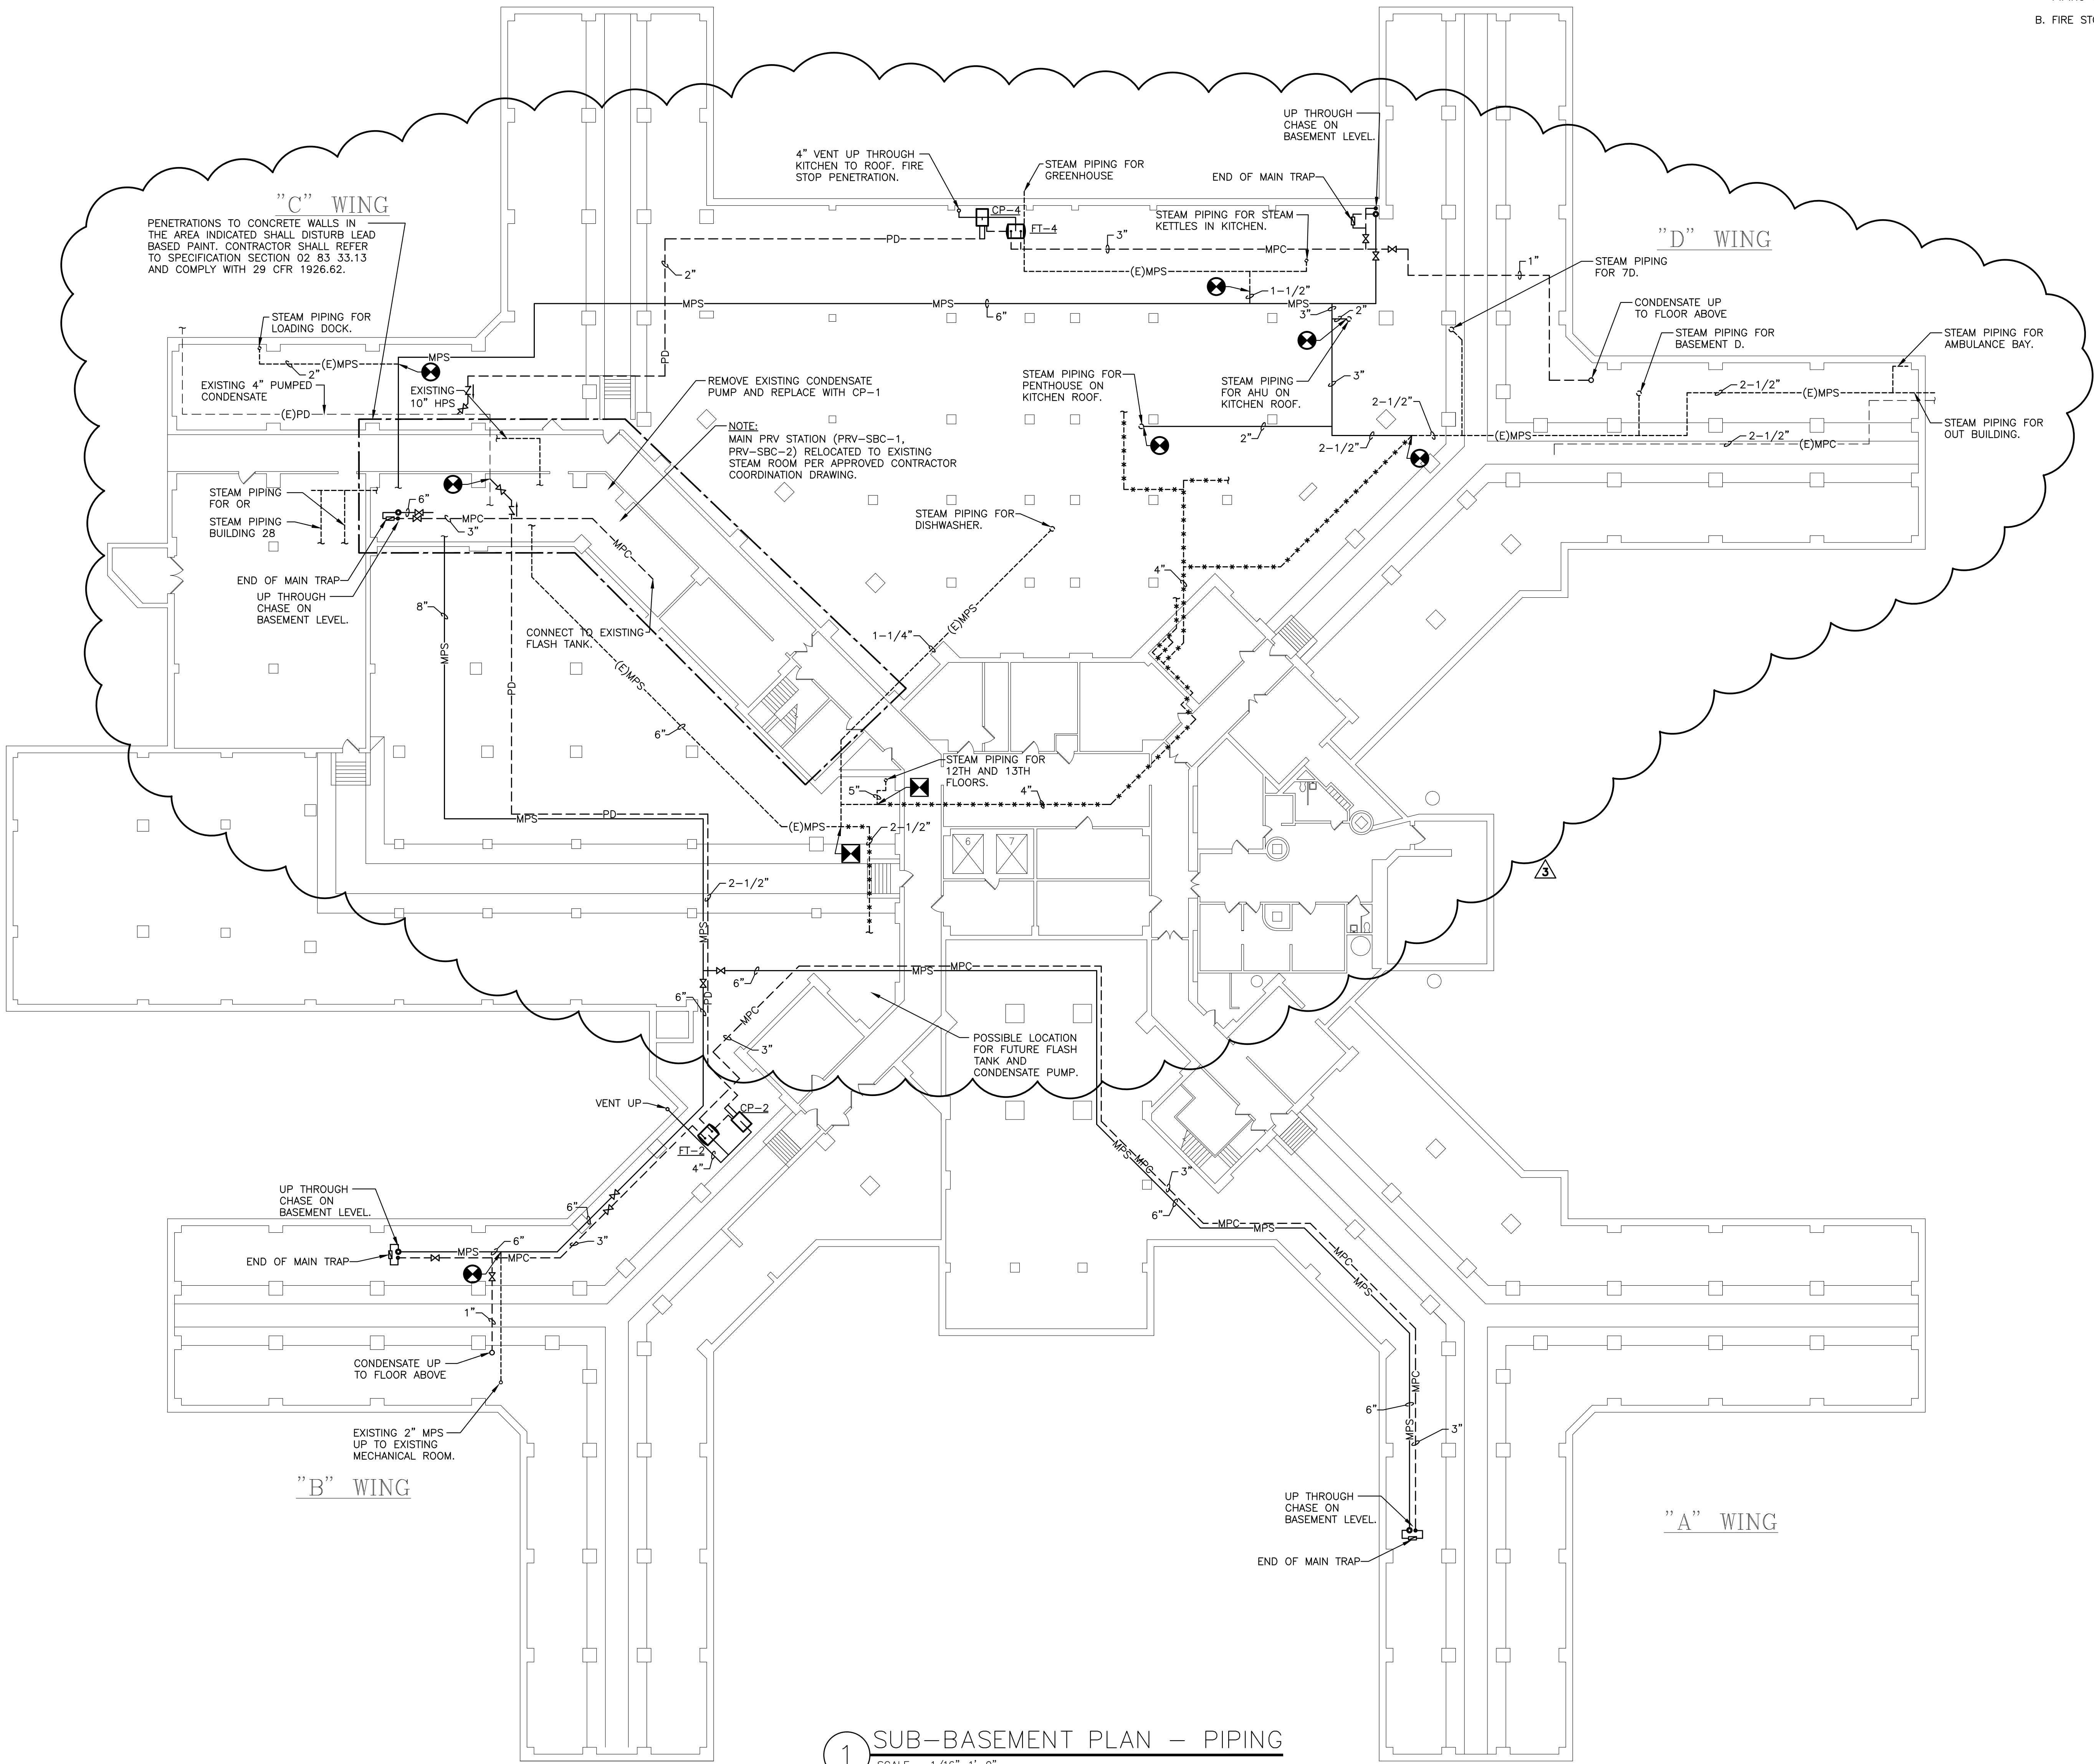 B. FIRE ST
UP THROUGH
CHASE ON
BASEMENT LEVEL.
4" VENT UP THROUGH
KITCHEN TO ROOF. FIRE
STOP PENETRATION.
STEAM PIPING FOR
GREENHOUSE
END OF MAIN TRAP
"C" WING
PENETRATIONS TO CONCRETE WALLS IN
THE AREA INDICATED SHALL DISTURB LEAD
BASED PAINT. CONTRACTOR SHALL REFER
TO SPECIFICATION SECTION 02 83 33.13
AND COMPLY WITH 29 CFR 1926.62.
CP-4
FT-4
STEAM PIPING FOR STEAM
KETTLES IN KITCHEN.
"D" WING
PD
3"
MPC
2"
(E)MPS
1"
STEAM PIPING
FOR 7D.
1-1/2"
MPS
MPS
MPS
6"
3"
2"
CONDENSATE UP
TO FLOOR ABOVE
STEAM PIPING FOR
LOADING DOCK.
STEAM PIPING FOR
BASEMENT D.
STEAM PIPING FOR
AMBULANCE BAY.
MPS
(E)MPS
2"
PD
EXISTING 4" PUMPED
CONDENSATE
EXISTING
10" HPS
(E)PD
REMOVE EXISTING CONDENSATE
PUMP AND REPLACE WITH CP-1
STEAM PIPING FOR
PENTHOUSE ON
KITCHEN ROOF.
STEAM PIPING
FOR AHU ON
KITCHEN ROOF.
3"
2-1/2"
2-1/2"
(E)MPS
STEAM PIPING FOR
OUT BUILDING.
NOTE:
MAIN PRV STATION (PRV-SBC-1,
PRV-SBC-2) RELOCATED TO EXISTING
STEAM ROOM PER APPROVED CONTRACTOR
COORDINATION DRAWING.
2"
2-1/2"
(E)MPS
2-1/2"
(E)MPC
STEAM PIPING
FOR OR
STEAM PIPING
BUILDING 28
6"
MPC
3"
MPC
STEAM PIPING FOR
DISHWASHER.
END OF MAIN TRAP
UP THROUGH
CHASE ON
BASEMENT LEVEL.
4"
8"
CONNECT TO EXISTING
FLASH TANK.
1-1/4"
(E)MPS
MPS
PD
(E)MPS
6"
STEAM PIPING FOR
12TH AND 13TH
FLOORS.
5"
4"
MPS
PD
(E)MPS
2-1/2"
6
7
3
2-1/2"
MPS
6"
MPS
MPC
6"
PD
MPC
3"
POSSIBLE LOCATION
FOR FUTURE FLASH
TANK AND
CONDENSATE PUMP.
VENT UP
CP-2
FT-2
4"
MPS
MPC
3"
6"
UP THROUGH
CHASE ON
BASEMENT LEVEL.
6"
3"
MPC
MPS
END OF MAIN TRAP
MPS
6"
MPC
MPC
MPS
1"
CONDENSATE UP
TO FLOOR ABOVE
MPC
6"
MPS
3"
EXISTING 2" MPS
UP TO EXISTING
MECHANICAL ROOM.
"B" WING
UP THROUGH
CHASE ON
BASEMENT LEVEL.
"A" WING
END OF MAIN TRAP
1
SUB-BASEMENT PLAN - PIPING